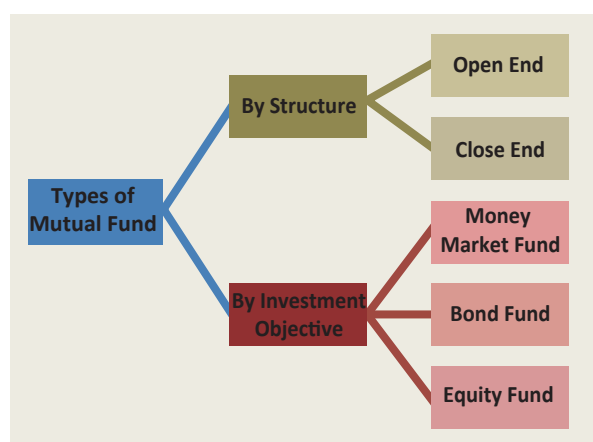 Types of
Mutual Fund
By Structure
Open End
Close End
By Investment
Objective
Money
Market Fund
Bond Fund
Equity Fund